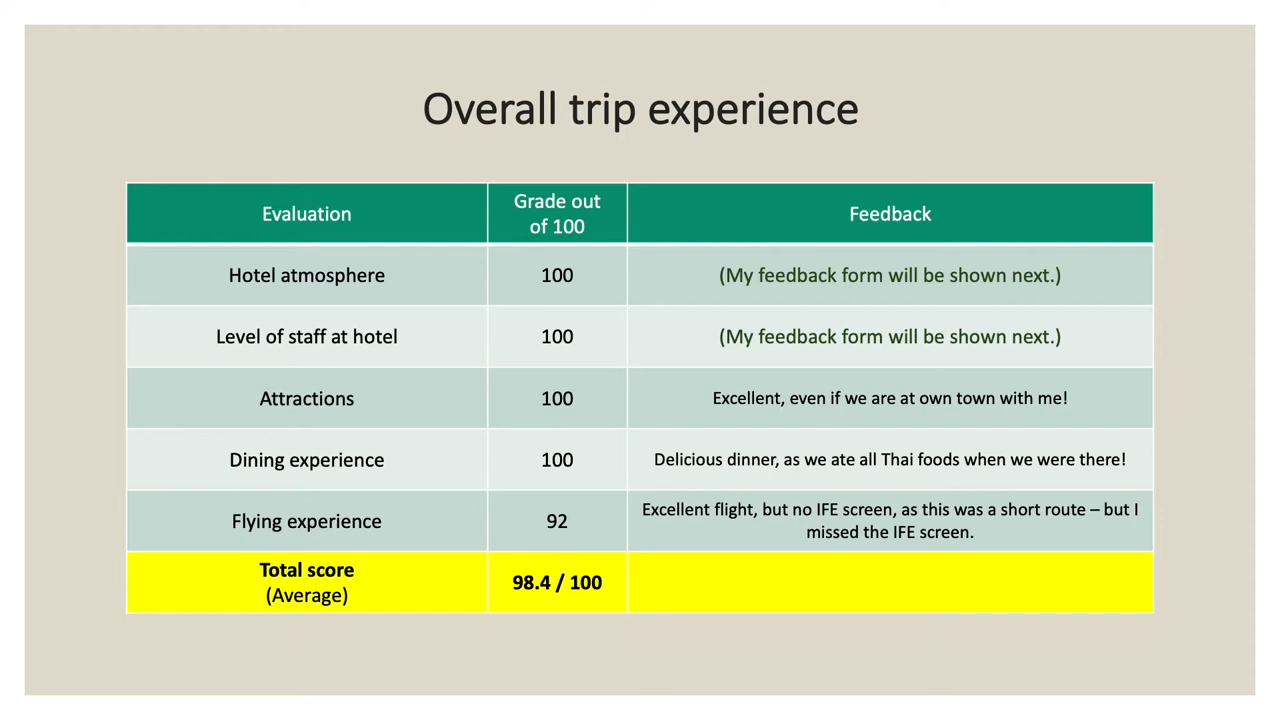 Overall trip experience
Evaluation
Grade out
of 100
Feedback
Hotel atmosphere
100
(My feedback form will be shown next.)
Level of staff at hotel
100
(My feedback form will be shown next.)
Attractions
100
Excellent, even if we are at own town with me!
Dining experience
100
Delicious dinner, as we ate all Thai foods when we were there!
Flying experience
92
Excellent flight, but no IFE screen, as this was a short route – but I
missed the IFE screen.
Total score
(Average)
98.4 / 100